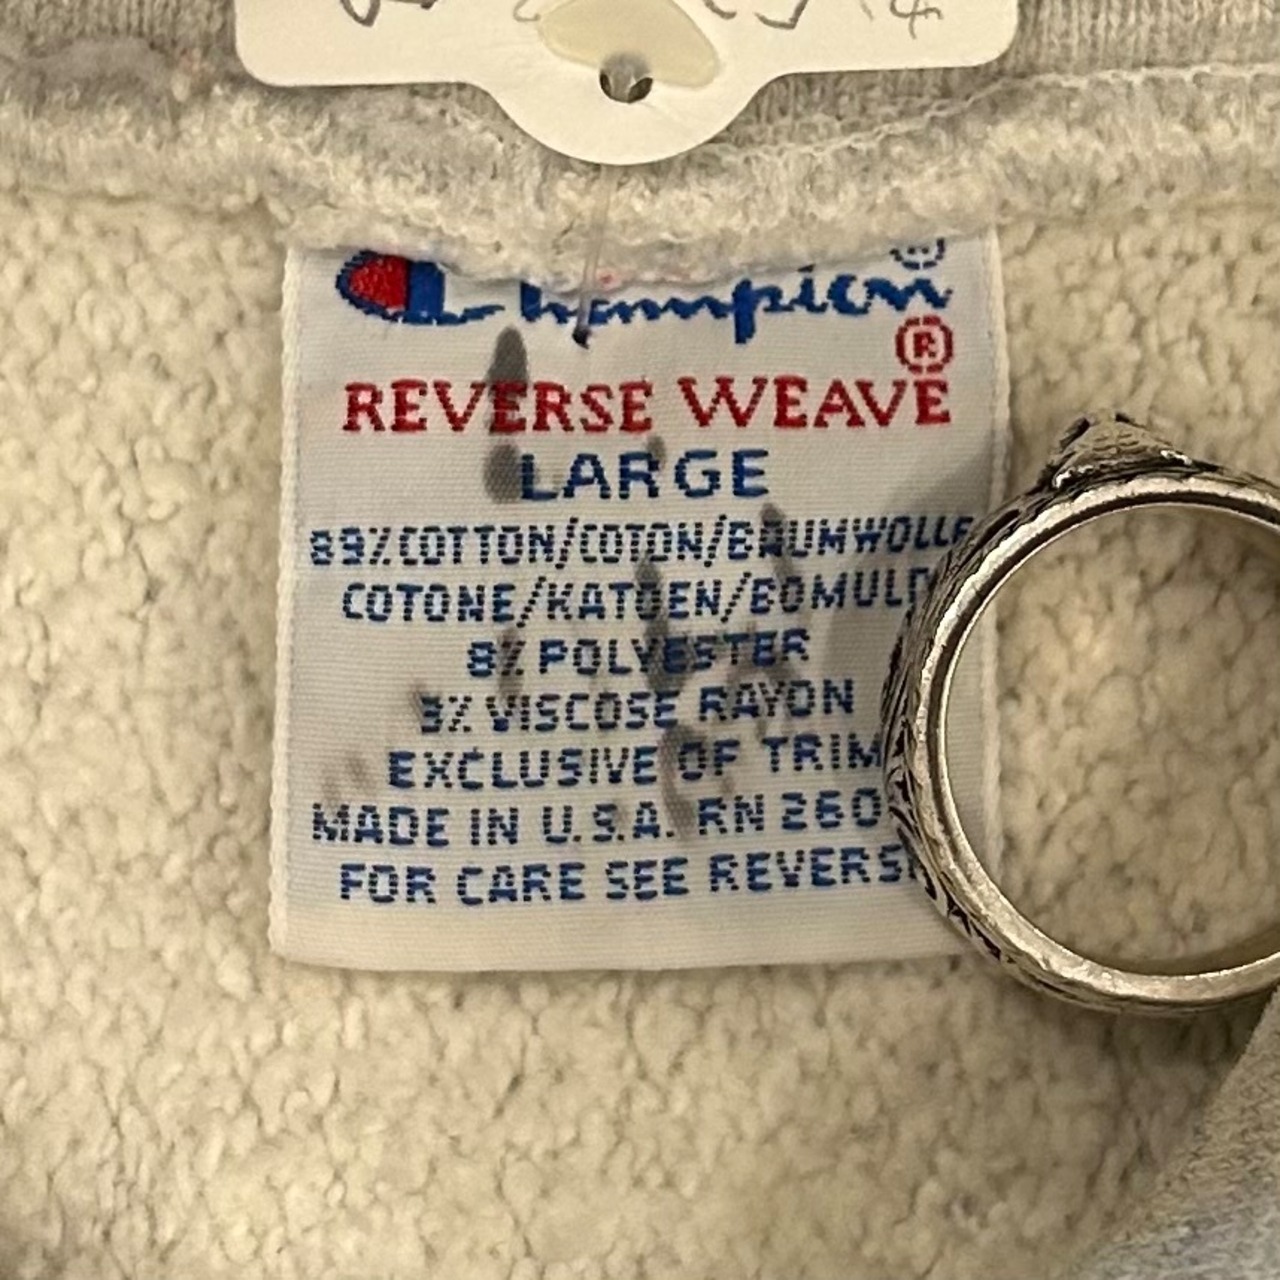 Champion®
®
REVERSE WEAVE
LARGE
89% COTTON/COTON/BAUMWOLLE
COTONE/KATOEN/BOMULD
8% POLYESTER
3% VISCOSE RAYON
EXCLUSIVE OF TRIM
MADE IN U.S.A. RN 260
FOR CARE SEE REVERSE